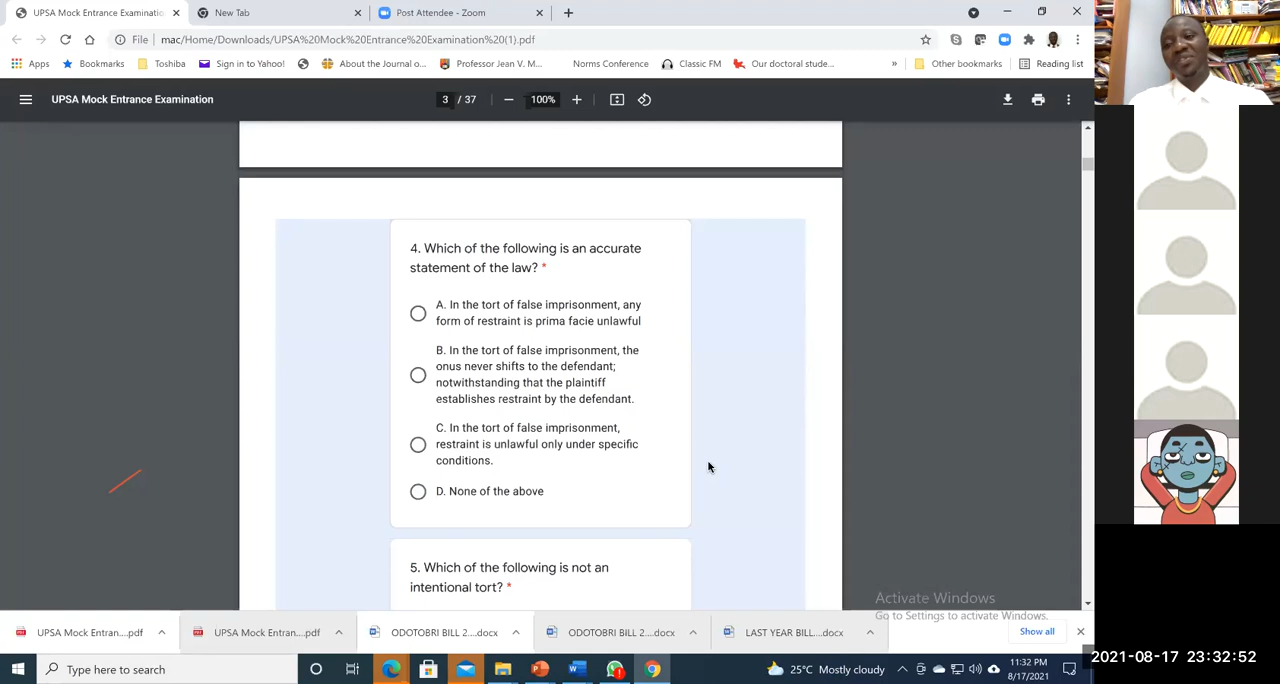 UPSA Mock Entrance Examination
New Tab
Post Attendee - Zoom
File
mac/Home/Downloads/UPSA%20Mock%20Entrance%20Examination%20(1).pdf
Apps
Bookmarks
Toshiba
Sign in to Yahoo!
About the Journal o...
Professor Jean V. M...
Norms Conference
Classic FM
Our doctoral stude...
»
Other bookmarks
Reading list
UPSA Mock Entrance Examination
3 / 37
100%
4. Which of the following is an accurate
statement of the law? *
A. In the tort of false imprisonment, any
form of restraint is prima facie unlawful
B. In the tort of false imprisonment, the
onus never shifts to the defendant;
notwithstanding that the plaintiff
establishes restraint by the defendant.
C. In the tort of false imprisonment,
restraint is unlawful only under specific
conditions.
D. None of the above
5. Which of the following is not an
intentional tort? *
Activate Windows
Go to Settings to activate Windows.
UPSA Mock Entran....pdf
UPSA Mock Entran....pdf
ODOTOBRI BILL 2....docx
ODOTOBRI BILL 2....docx
LAST YEAR BILL....docx
Show all
Type here to search
25°C Mostly cloudy
11:32 PM
8/17/2021
2021-08-17 23:32:52